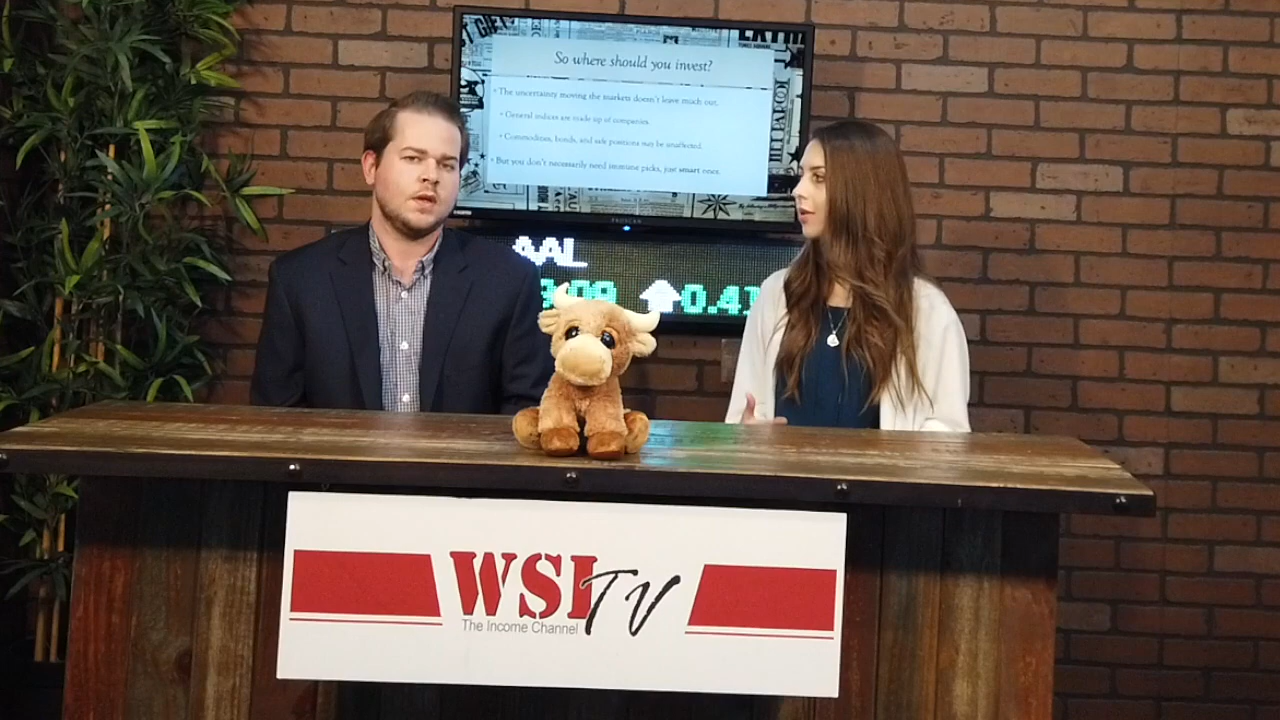 So where should you invest?
* The uncertainty moving the markets doesn't leave much out.
* General indices are made up of companies.
* Commodities, bonds, and safe positions may be unaffected.
* But you don't necessarily need immune picks, just smart ones.
PROSCAN
AAL
0.41
WSI TV
The Income Channel